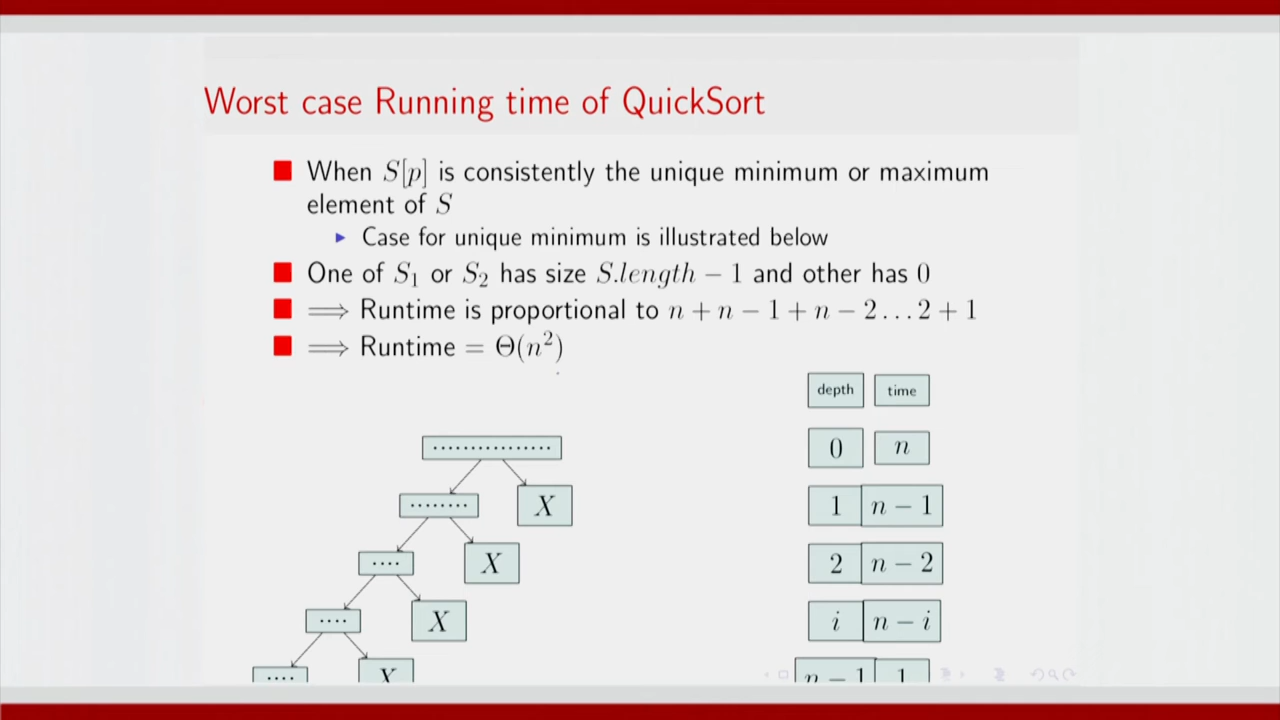 Worst case Running time of QuickSort
When S[p] is consistently the unique minimum or maximum
element of S
Case for unique minimum is illustrated below
One of S₁ or S₂ has size S.length − 1 and other has 0
⟹ Runtime is proportional to n + n − 1 + n − 2 . . . 2 + 1
⟹ Runtime = Θ(n²)
depth time
0 n
X 1 n − 1
X 2 n − 2
X i n − i
X n − 1 1